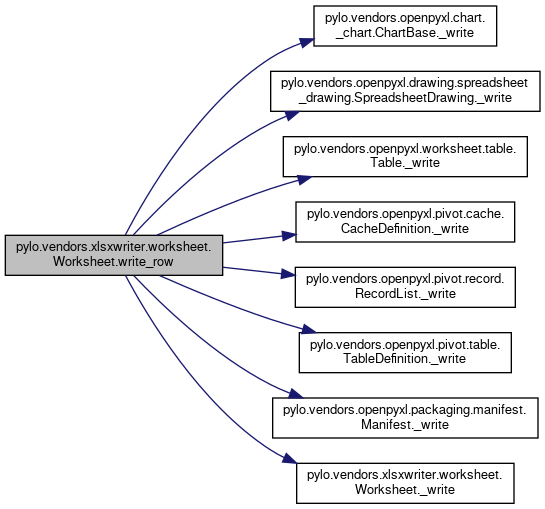 pylo.vendors.openpyxl.chart.
_chart.ChartBase._write
pylo.vendors.openpyxl.drawing.spreadsheet
_drawing.SpreadsheetDrawing._write
pylo.vendors.openpyxl.worksheet.table.
Table._write
pylo.vendors.openpyxl.pivot.cache.
CacheDefinition._write
pylo.vendors.xlsxwriter.worksheet.
Worksheet.write_row
pylo.vendors.openpyxl.pivot.record.
RecordList._write
pylo.vendors.openpyxl.pivot.table.
TableDefinition._write
pylo.vendors.openpyxl.packaging.manifest.
Manifest._write
pylo.vendors.xlsxwriter.worksheet.
Worksheet._write